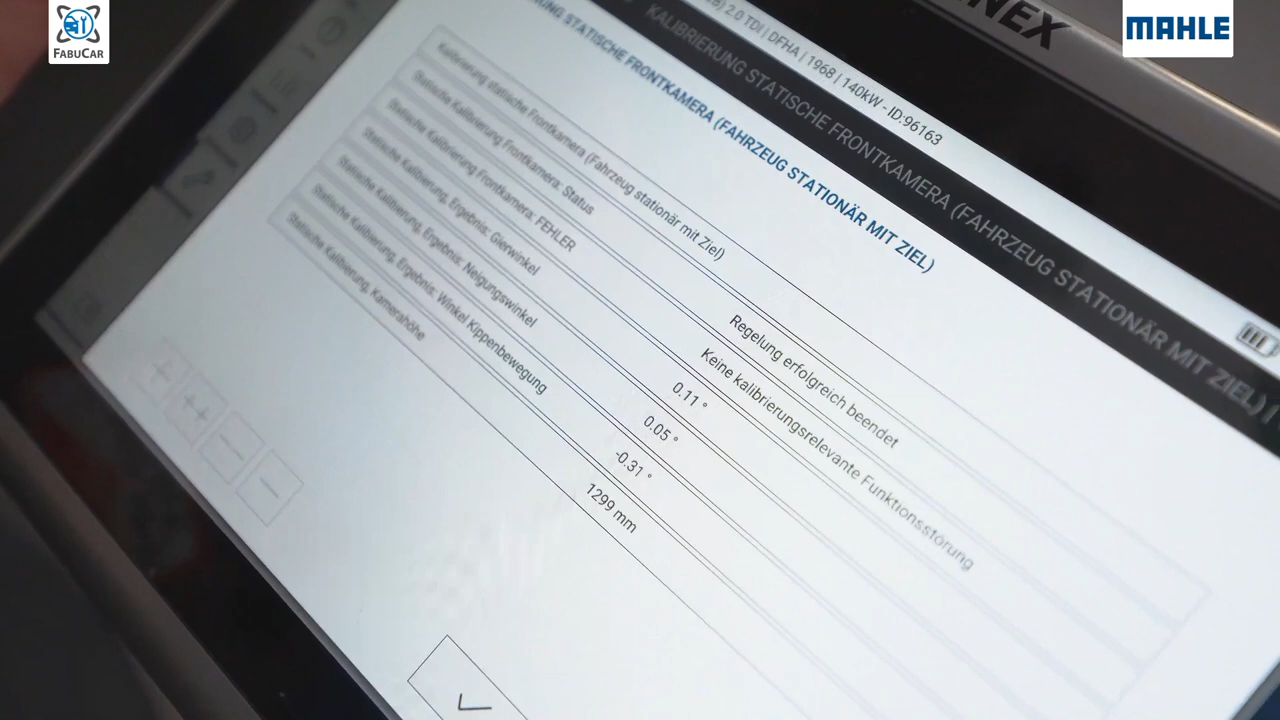 FABUCAR
MAHLE
NEX
2.0 TDI | DFHA | 1968 | 140kW - ID:96163
KALIBRIERUNG STATISCHE FRONTKAMERA (FAHRZEUG STATIONÄR MIT ZIEL) |
STATISCHE FRONTKAMERA (FAHRZEUG STATIONÄR MIT ZIEL)
Kalibrierung statische Frontkamera (Fahrzeug stationär mit Ziel)
Statische Kalibrierung Frontkamera: Status Regelung erfolgreich beendet
Statische Kalibrierung Frontkamera: FEHLER Keine kalibrierungsrelevante Funktionsstörung
Statische Kalibrierung, Ergebnis: Gierwinkel 0.11 °
Statische Kalibrierung, Ergebnis: Neigungswinkel 0.05 °
Statische Kalibrierung, Ergebnis: Winkel Kippenbewegung -0.31 °
Statische Kalibrierung, Kamerahöhe 1299 mm